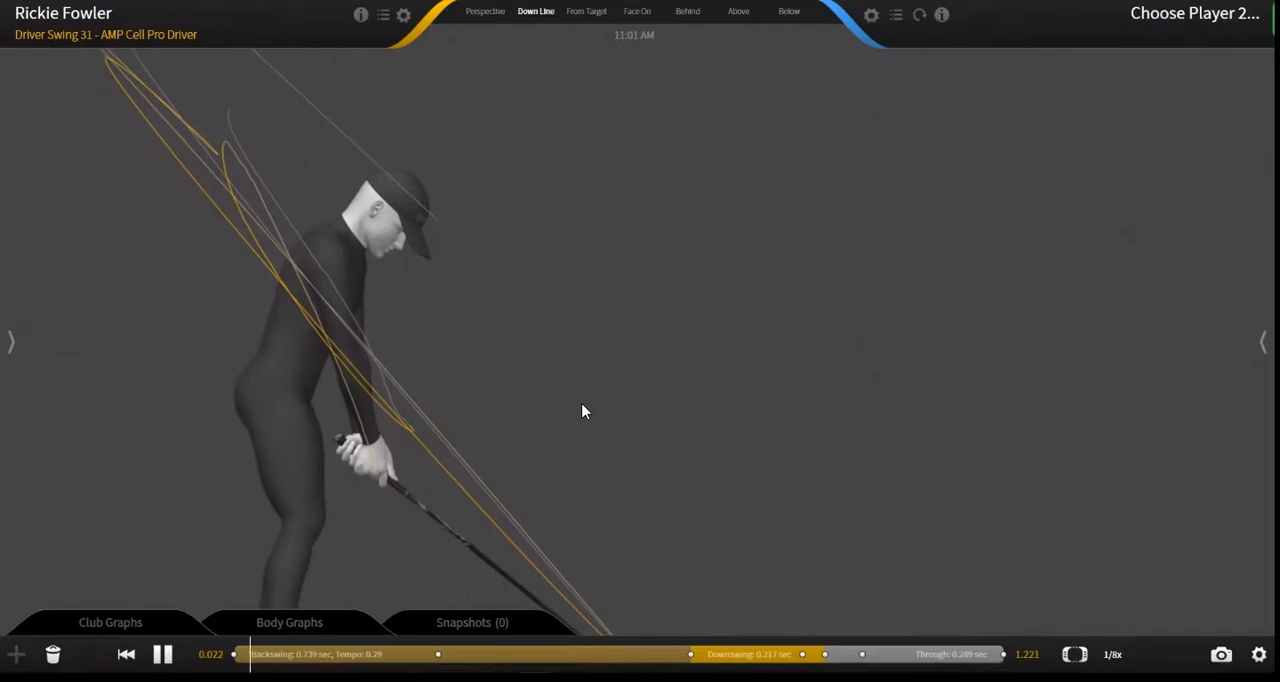 Rickie Fowler
Driver Swing 31 - AMP Cell Pro Driver
Perspective Down Line From Target Face On Behind Above Below
11:01 AM
Choose Player 2...
Club Graphs Body Graphs Snapshots (0)
0.022 Backswing: 0.739 sec, Tempo: 0.29 Downswing: 0.217 sec Through: 0.289 sec 1.221 1/8x